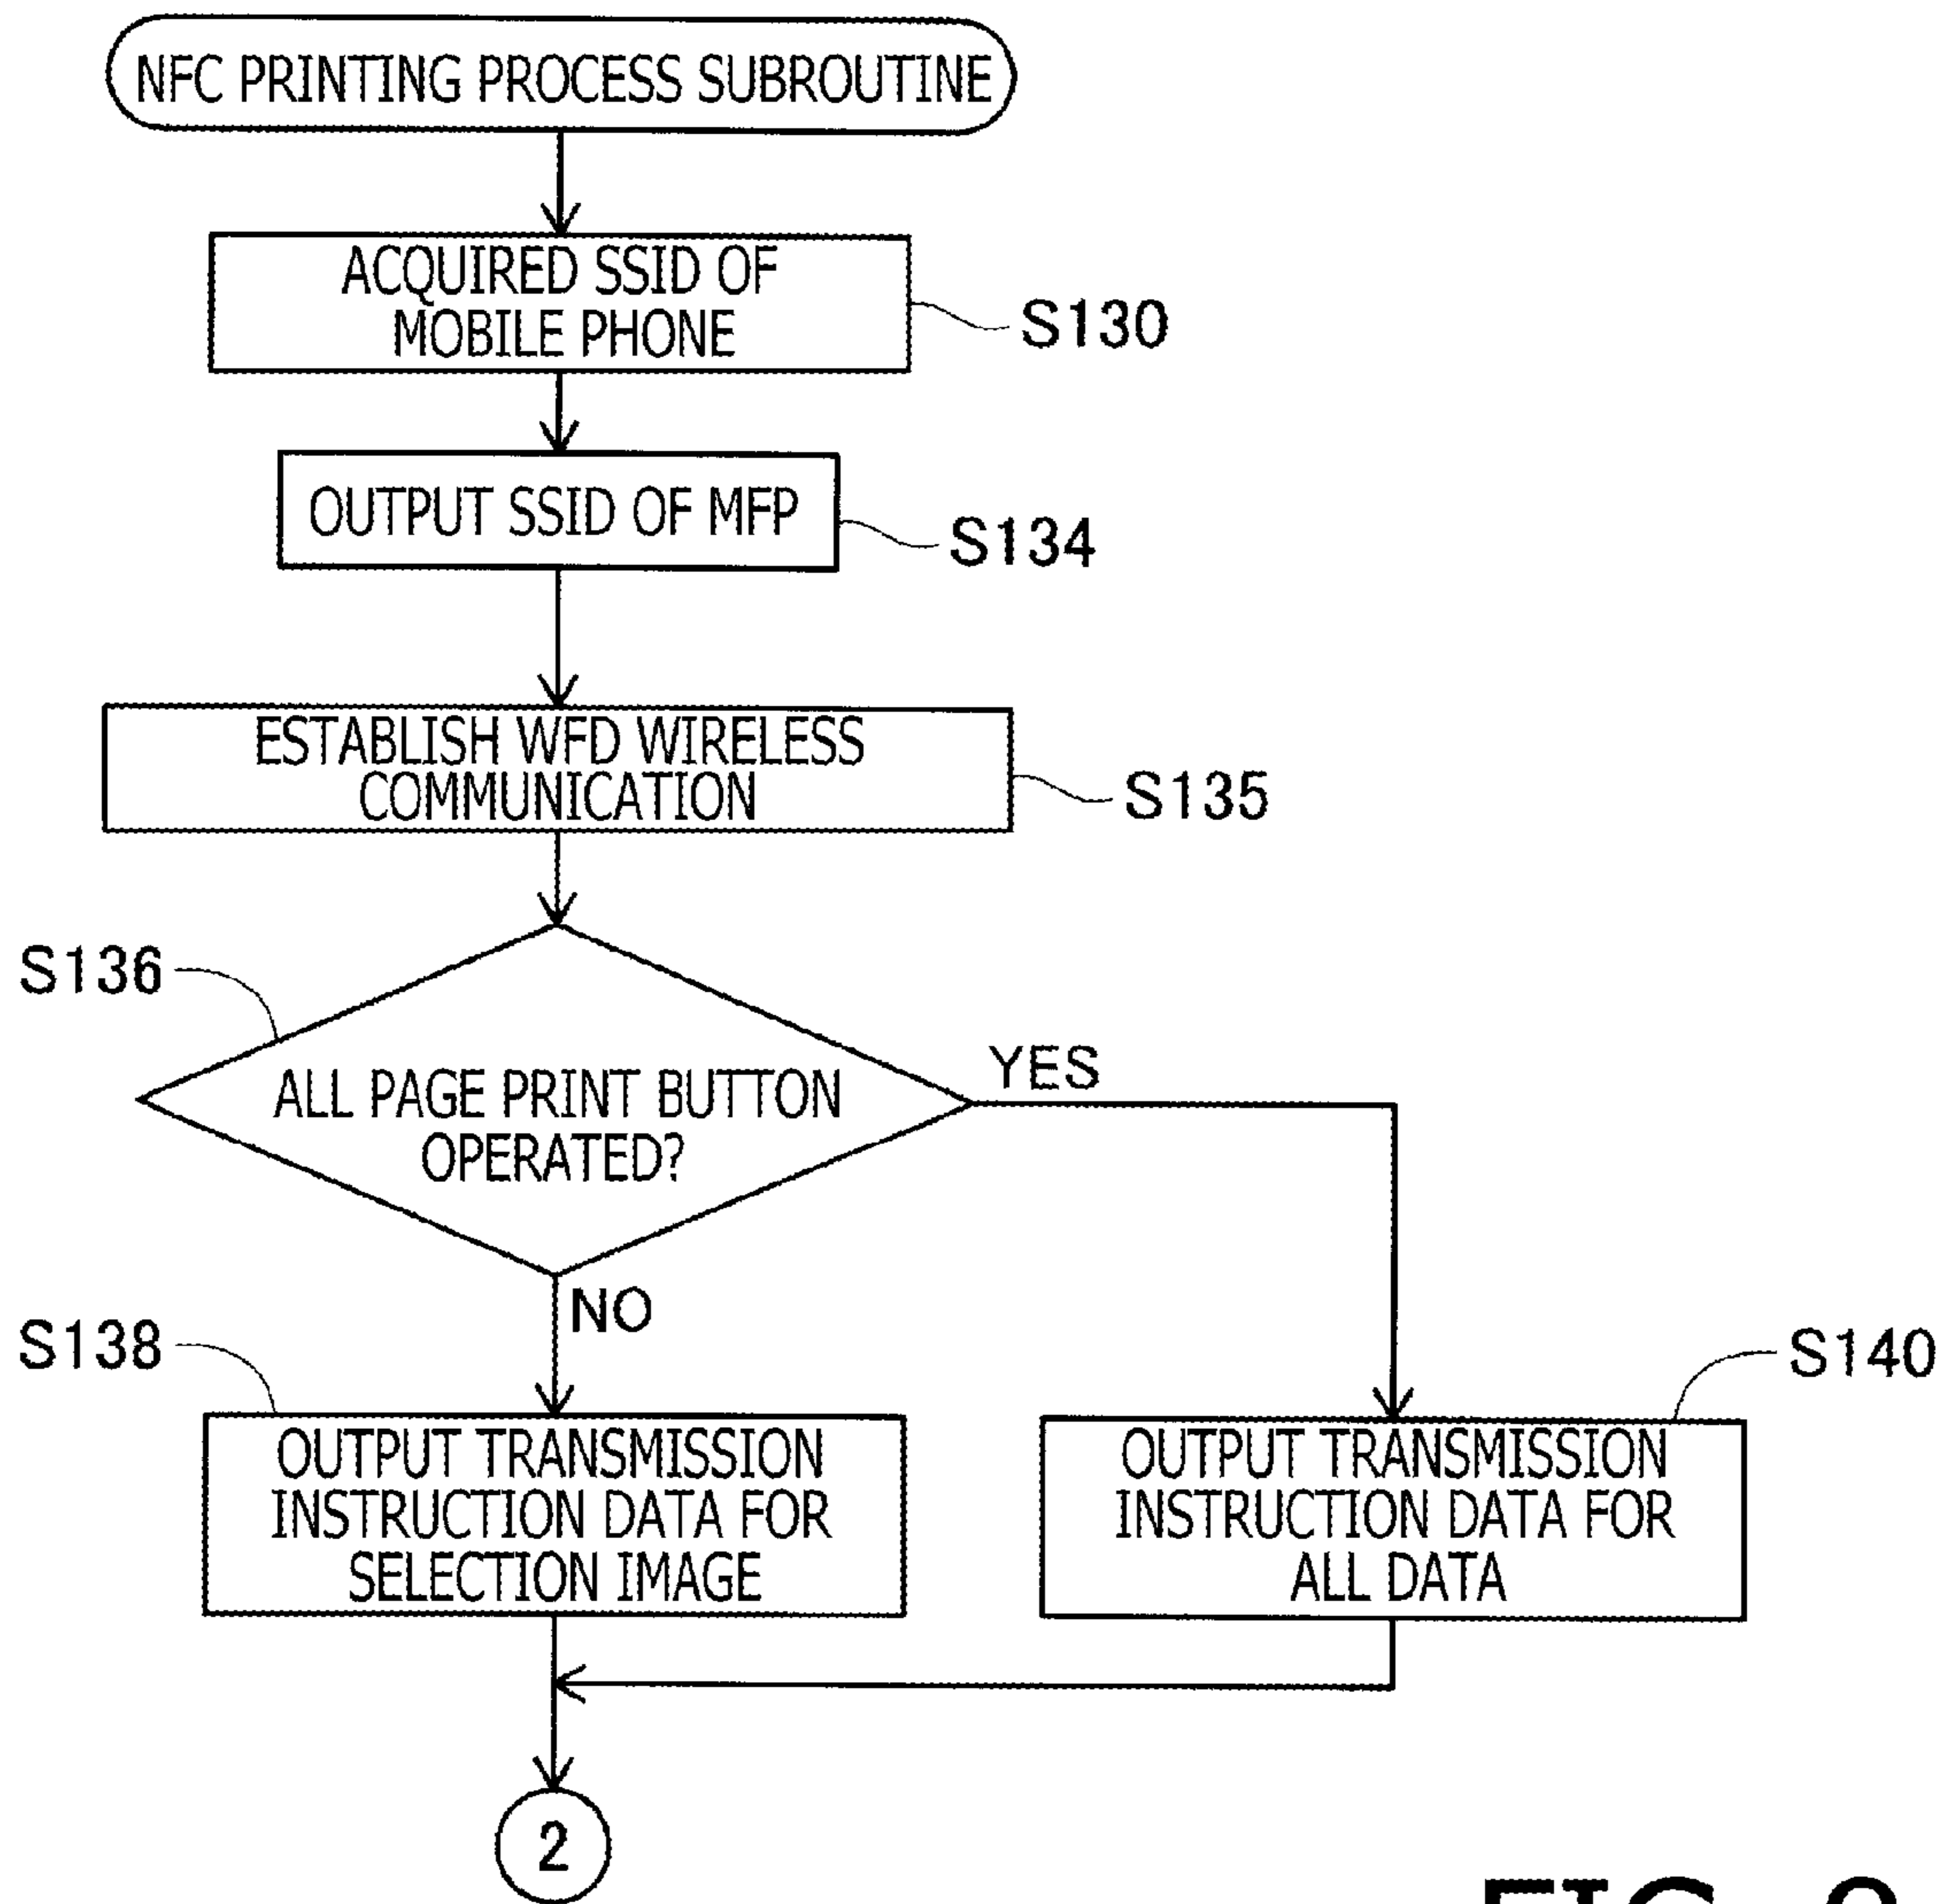 NFC PRINTING PROCESS SUBROUTINE
ACQUIRED SSID OF
MOBILE PHONE
S130
OUTPUT SSID OF MFP
S134
ESTABLISH WFD WIRELESS
COMMUNICATION
S135
S136
ALL PAGE PRINT BUTTON
OPERATED?
YES
NO
S138
OUTPUT TRANSMISSION
INSTRUCTION DATA FOR
SELECTION IMAGE
S140
OUTPUT TRANSMISSION
INSTRUCTION DATA FOR
ALL DATA
2